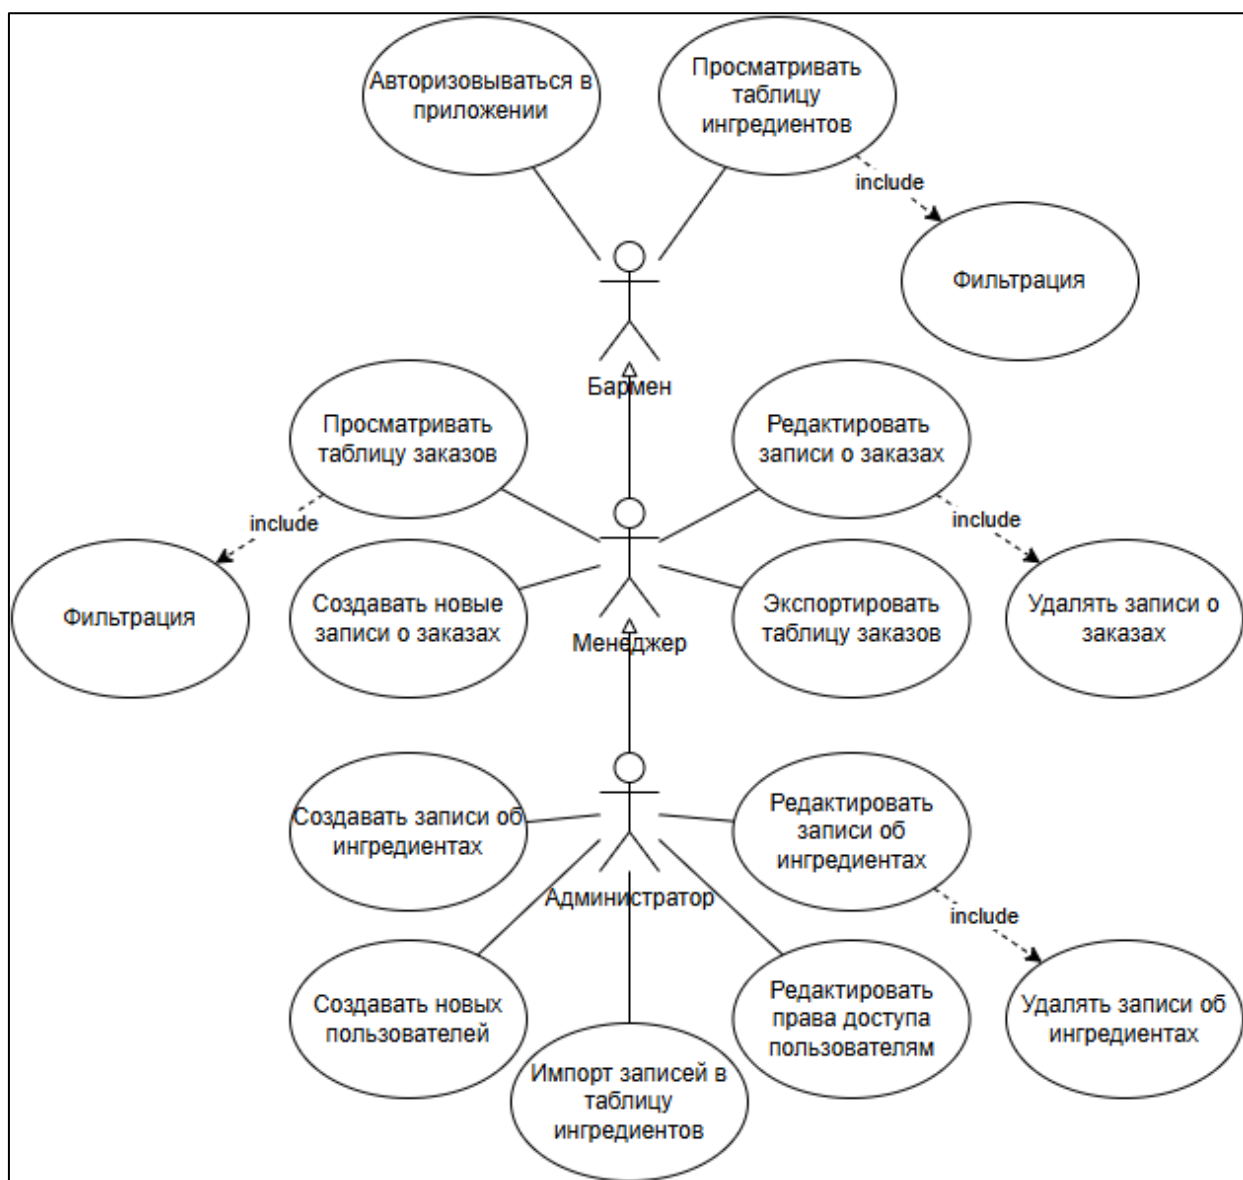 Авторизовываться в
приложении
Просматривать
таблицу
ингредиентов
include
Фильтрация
Бармен
Просматривать
таблицу заказов
Редактировать
записи о заказах
include
include
Фильтрация
Создавать новые
записи о заказах
Менеджер
Экспортировать
таблицу заказов
Удалять записи о
заказах
Создавать записи об
ингредиентах
Редактировать
записи об
ингредиентах
Администратор
include
Создавать новых
пользователей
Импорт записей в
таблицу
ингредиентов
Редактировать
права доступа
пользователям
Удалять записи об
ингредиентах